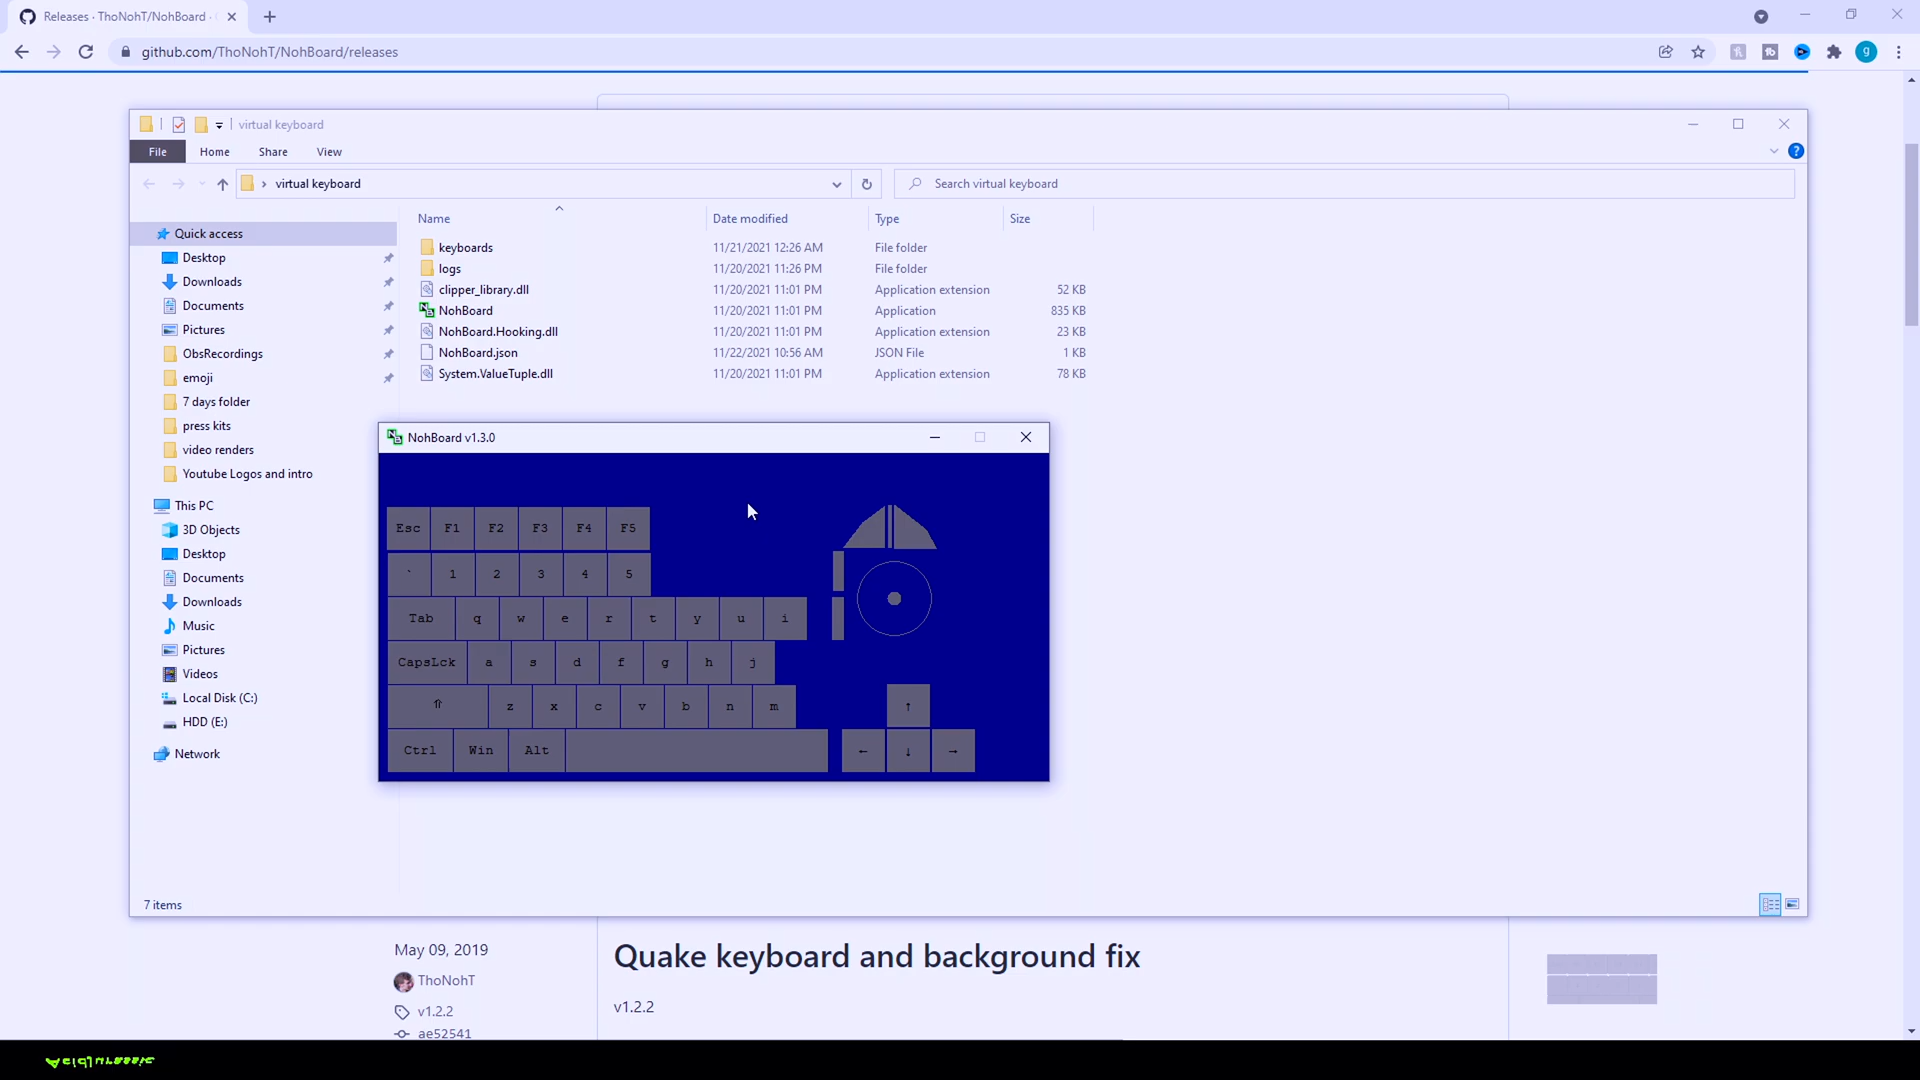 Releases · ThoNohT/NohBoard ·
github.com/ThoNohT/NohBoard/releases
g
virtual keyboard
File Home Share View
virtual keyboard
Search virtual keyboard
Name Date modified Type Size
keyboards 11/21/2021 12:26 AM File folder
logs 11/20/2021 11:26 PM File folder
clipper_library.dll 11/20/2021 11:01 PM Application extension 52 KB
NohBoard 11/20/2021 11:01 PM Application 835 KB
NohBoard.Hooking.dll 11/20/2021 11:01 PM Application extension 23 KB
NohBoard.json 11/22/2021 10:56 AM JSON File 1 KB
System.ValueTuple.dll 11/20/2021 11:01 PM Application extension 78 KB
Quick access
Desktop
Downloads
Documents
Pictures
ObsRecordings
emoji
7 days folder
press kits
video renders
Youtube Logos and intro
This PC
3D Objects
Desktop
Documents
Downloads
Music
Pictures
Videos
Local Disk (C:)
HDD (E:)
Network
NohBoard v1.3.0
Esc F1 F2 F3 F4 F5
` 1 2 3 4 5
Tab q w e r t y u i
CapsLck a s d f g h j
⇑ z x c v b n m ↑
Ctrl Win Alt ← ↓ →
7 items
May 09, 2019
ThoNohT
v1.2.2
ae52541
Quake keyboard and background fix
v1.2.2